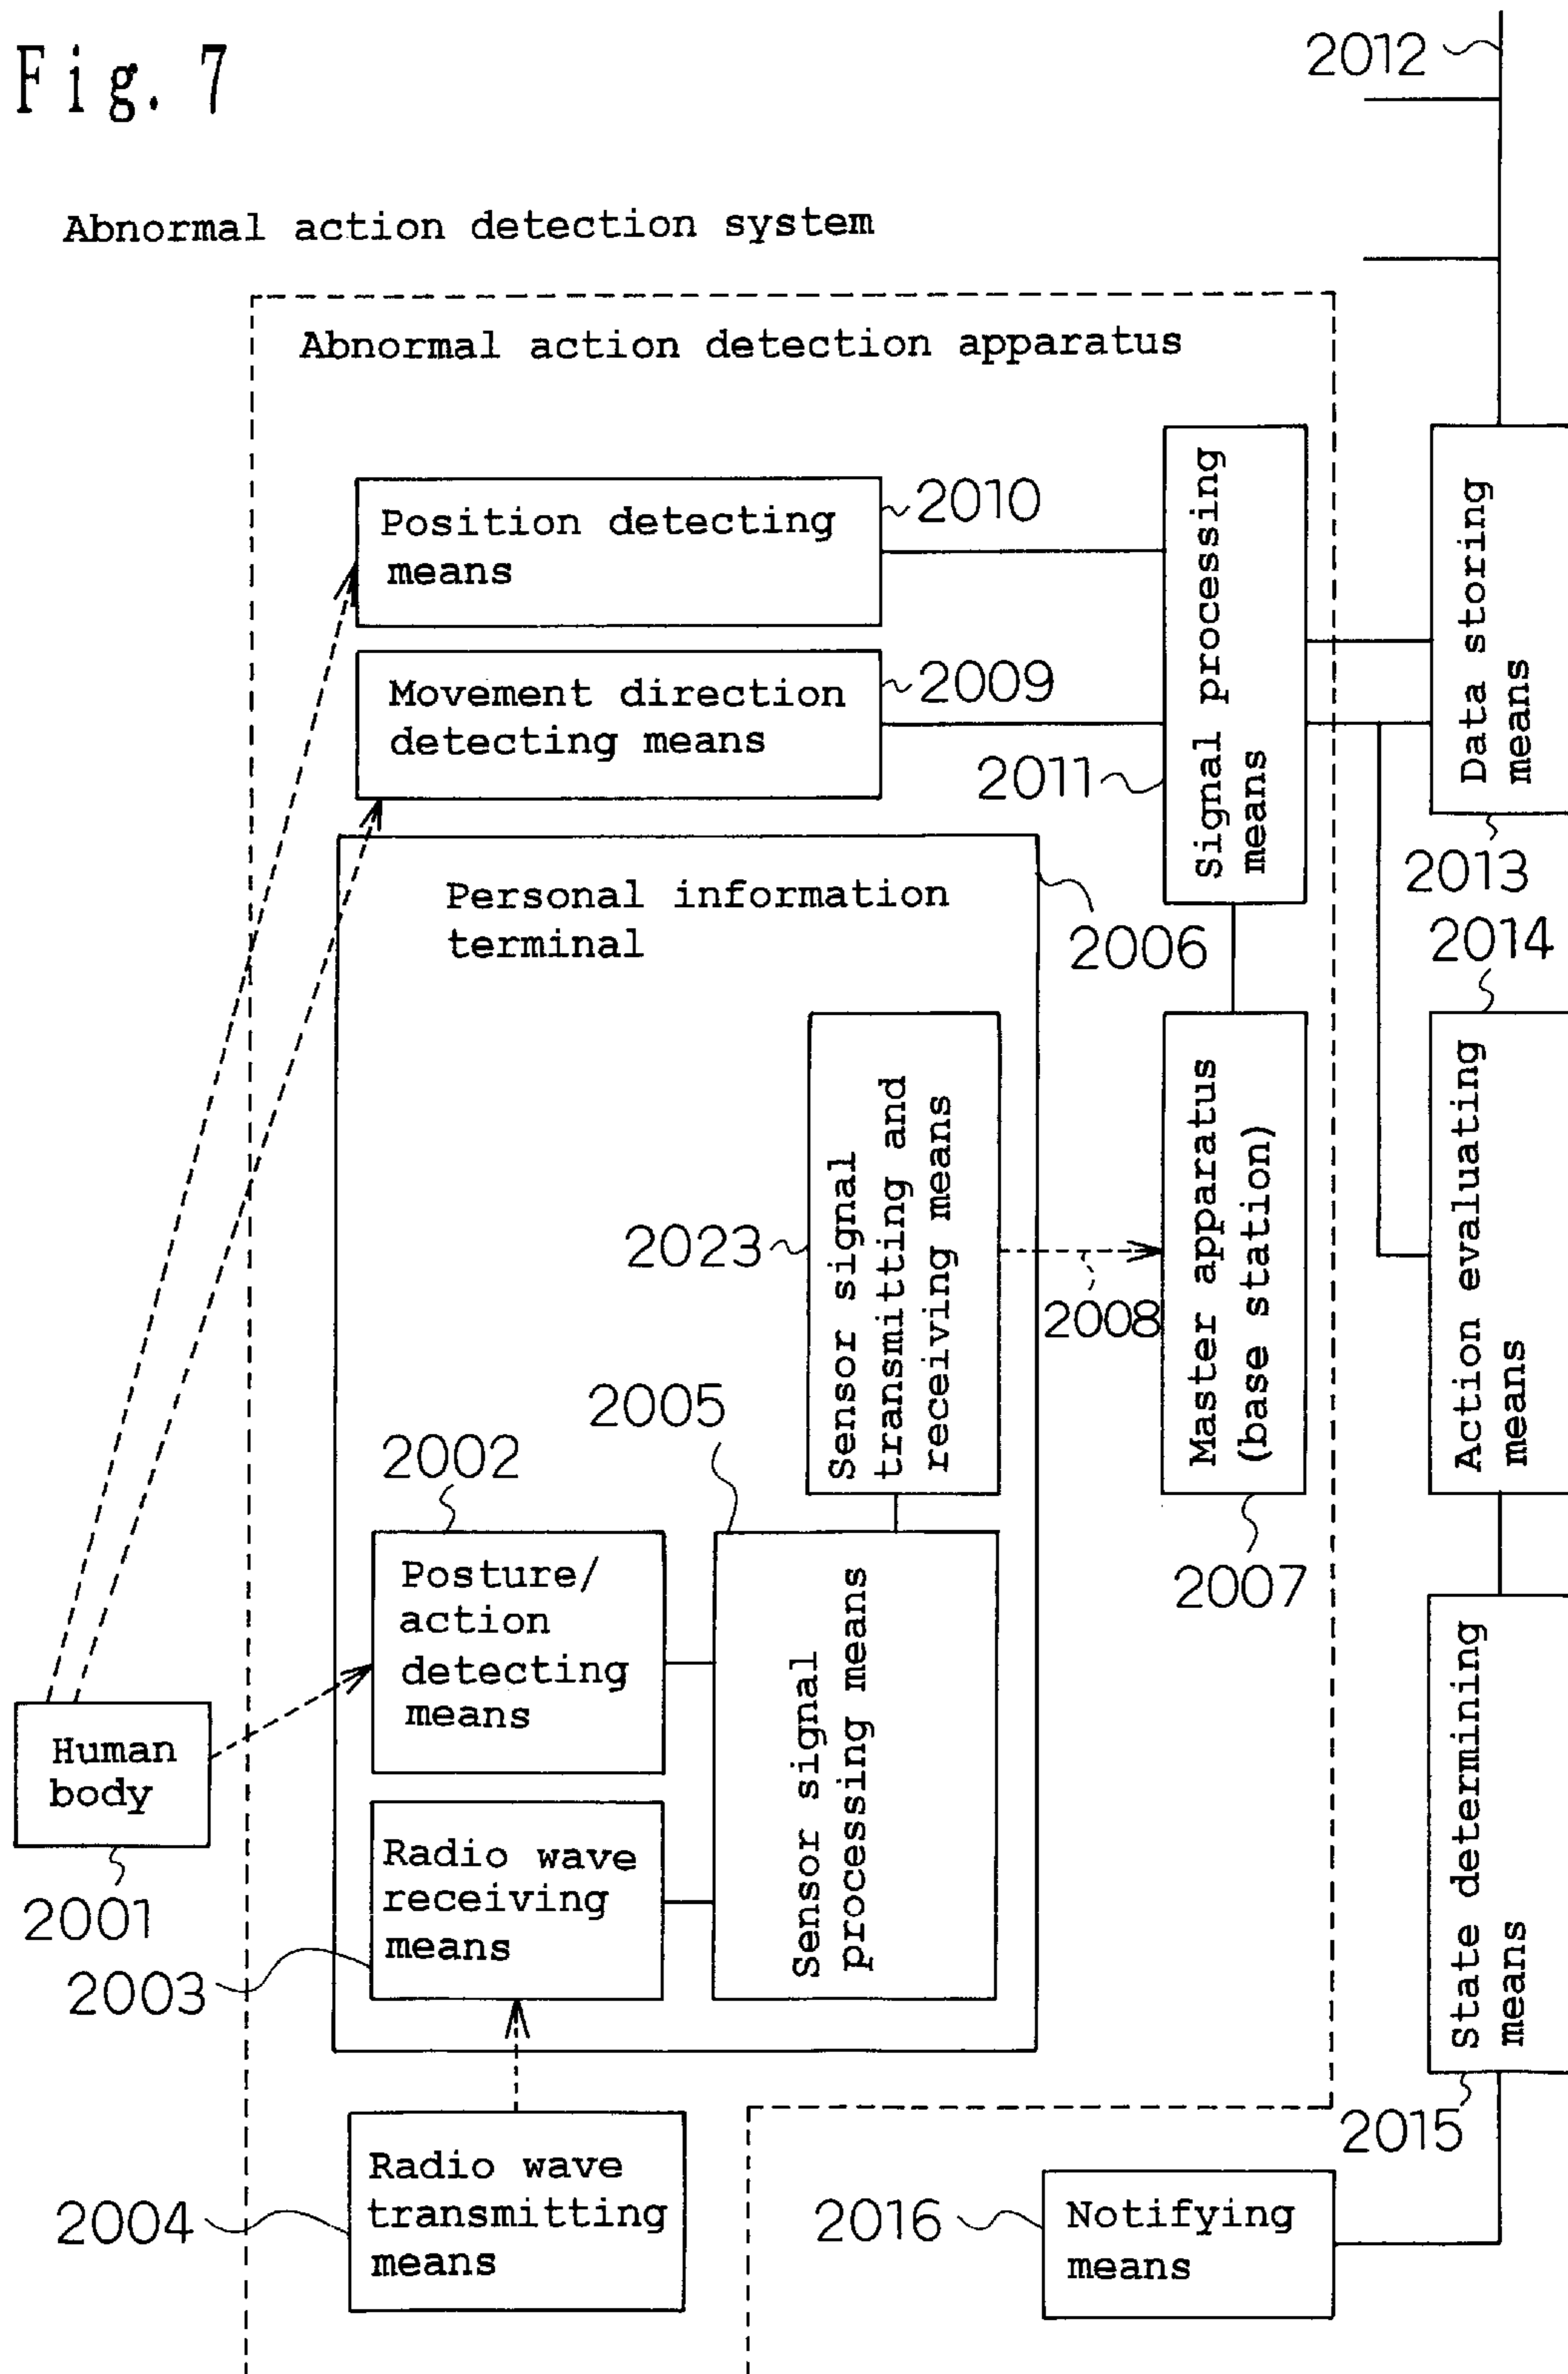 Fig. 7
2012
Abnormal action detection system
Abnormal action detection apparatus
Position detecting
means
2010
Movement direction
detecting means
2009
2011
Signal processing
means
Data storing
means
2013
Personal information
terminal
2006
2014
Sensor signal
transmitting and
receiving means
2023
2008
Master apparatus
(base station)
2007
Action evaluating
means
2005
2002
Posture/
action
detecting
means
Sensor signal
processing means
Human
body
2001
Radio wave
receiving
means
2003
State determining
means
2015
Radio wave
transmitting
means
2004
2016
Notifying
means